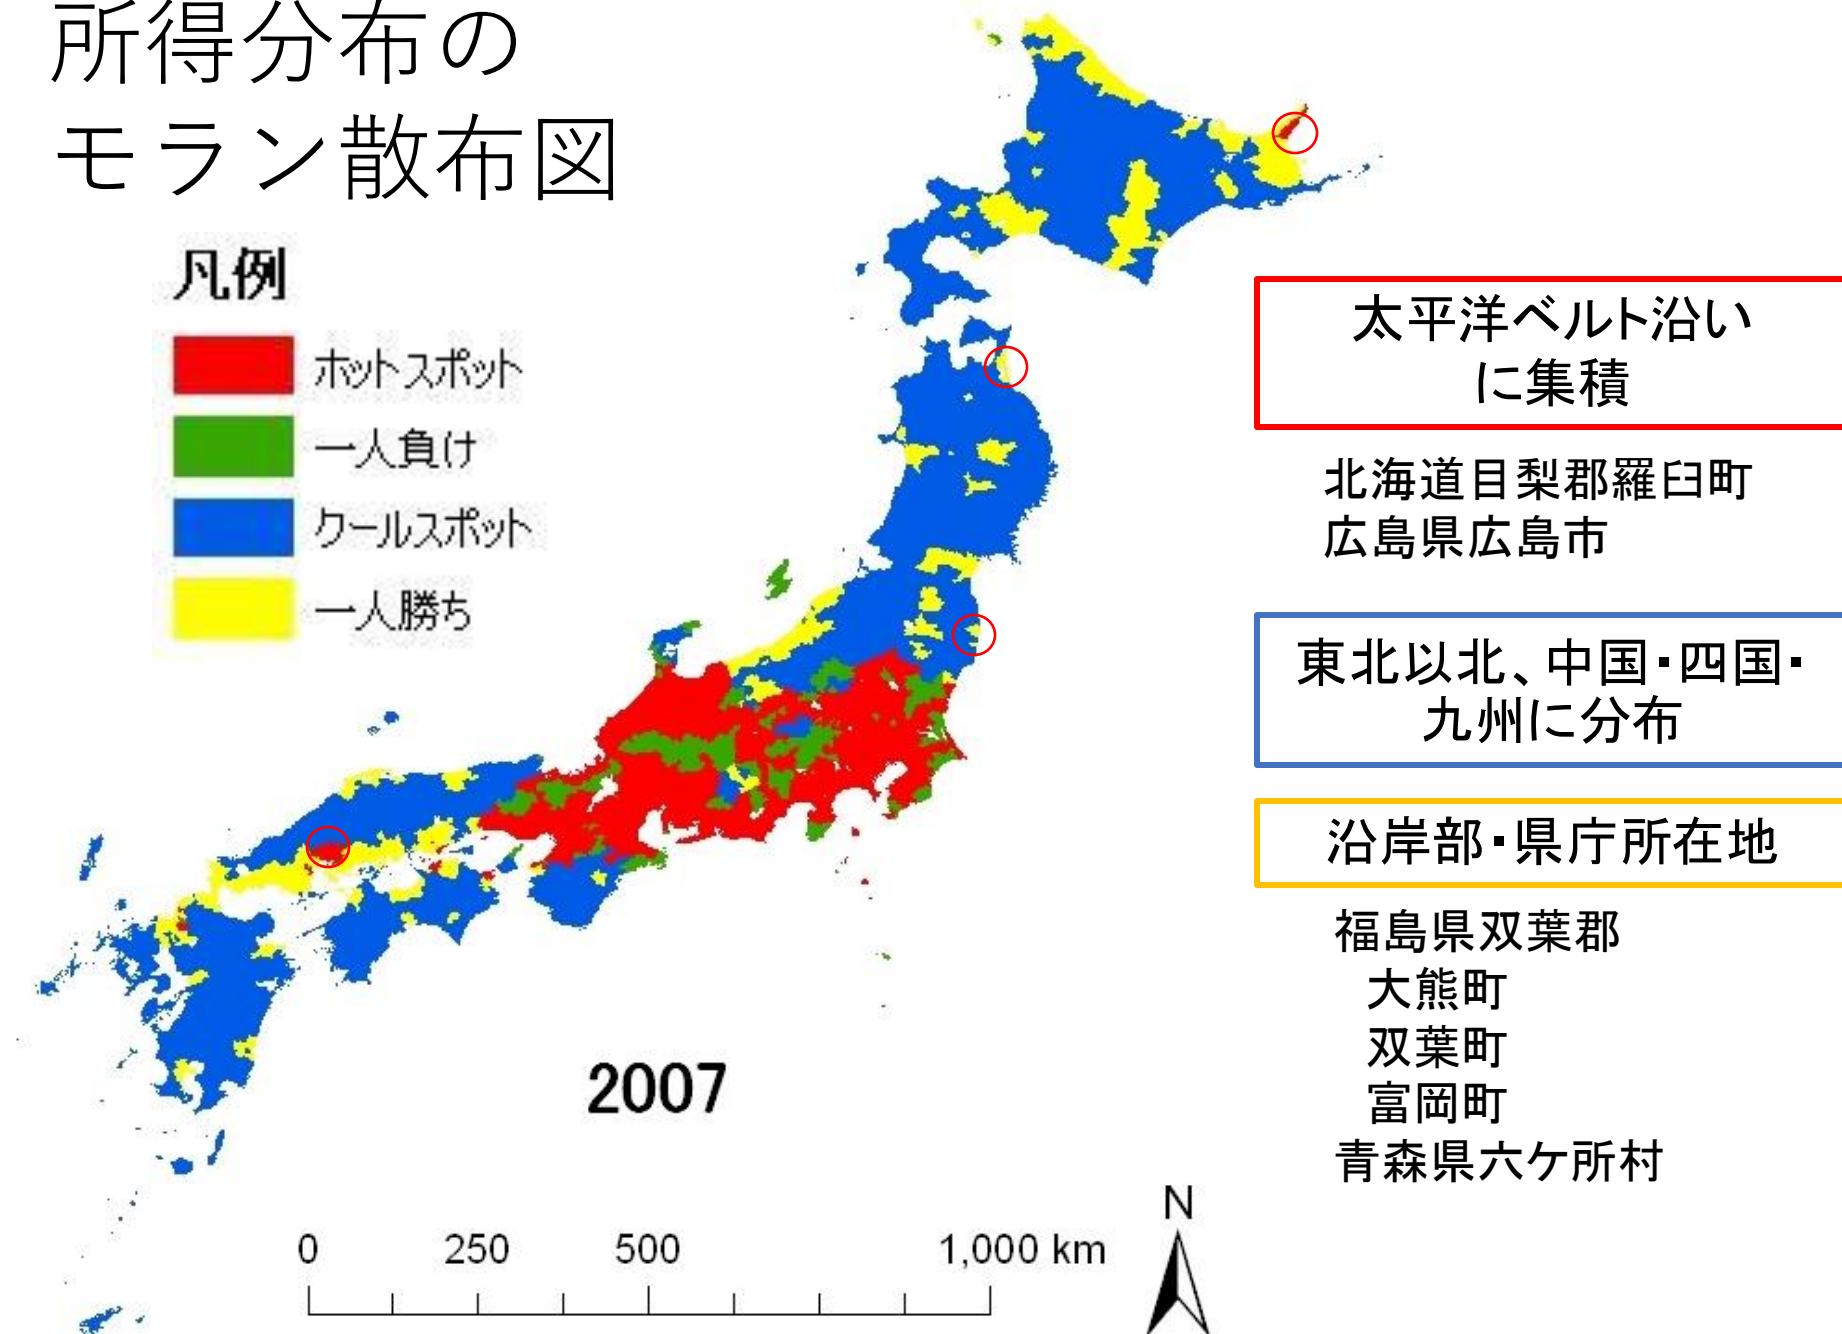 所得分布の
モラン散布図
凡例
ホットスポット
一人負け
クールスポット
一人勝ち
太平洋ベルト沿い
に集積
北海道目梨郡羅臼町
広島県広島市
東北以北、中国・四国・
九州に分布
沿岸部・県庁所在地
福島県双葉郡
大熊町
双葉町
富岡町
青森県六ケ所村
2007
0 250 500 1,000 km
N